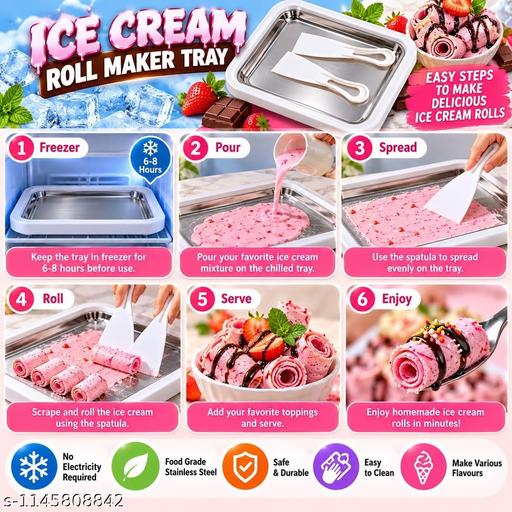 ICE CREAM
ROLL MAKER TRAY
EASY STEPS
TO MAKE
DELICIOUS
ICE CREAM ROLLS
1 Freezer
6-8
Hours
Keep the tray in freezer for
6-8 hours before use.
2 Pour
Pour your favorite ice cream
mixture on the chilled tray.
3 Spread
Use the spatula to spread
evenly on the tray.
4 Roll
Scrape and roll the ice cream
using the spatula.
5 Serve
Add your favorite toppings
and serve.
6 Enjoy
Enjoy homemade ice cream
rolls in minutes!
No
Electricity
Required
Food Grade
Stainless Steel
Safe
& Durable
Easy
to Clean
Make Various
Flavours
s-1145808842